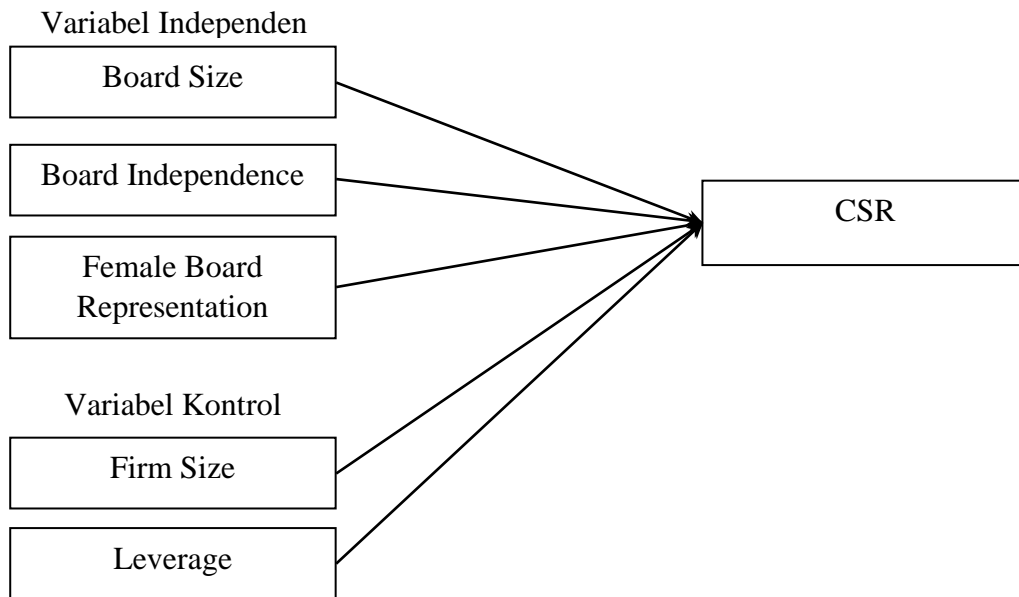 Variabel Independen
Board Size
Board Independence
Female Board
Representation
CSR
Variabel Kontrol
Firm Size
Leverage